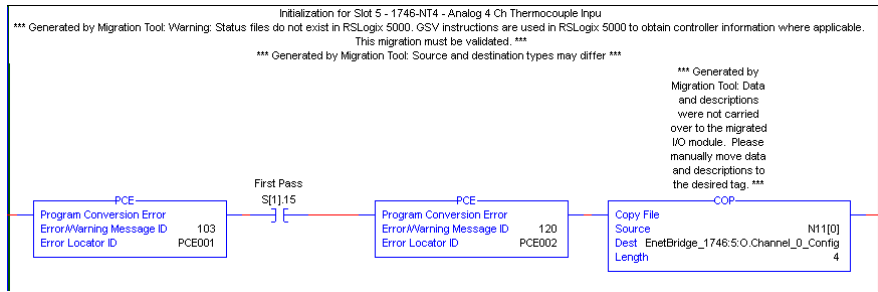 Initialization for Slot 5 - 1746-NT4 - Analog 4 Ch Thermocouple Inpu
*** Generated by Migration Tool: Warning: Status files do not exist in RSLogix 5000. GSV instructions are used in RSLogix 5000 to obtain controller information where applicable.
This migration must be validated. ***
*** Generated by Migration Tool: Source and destination types may differ ***
*** Generated by
Migration Tool: Data
and descriptions
were not carried
over to the migrated
I/O module. Please
manually move data
and descriptions to
the desired tag. ***
PCE
Program Conversion Error
Error/Warning Message ID 103
Error Locator ID PCE001
First Pass
S[1].15
PCE
Program Conversion Error
Error/Warning Message ID 120
Error Locator ID PCE002
COP
Copy File
Source N11[0]
Dest EnetBridge_1746:5:O.Channel_0_Config
Length 4